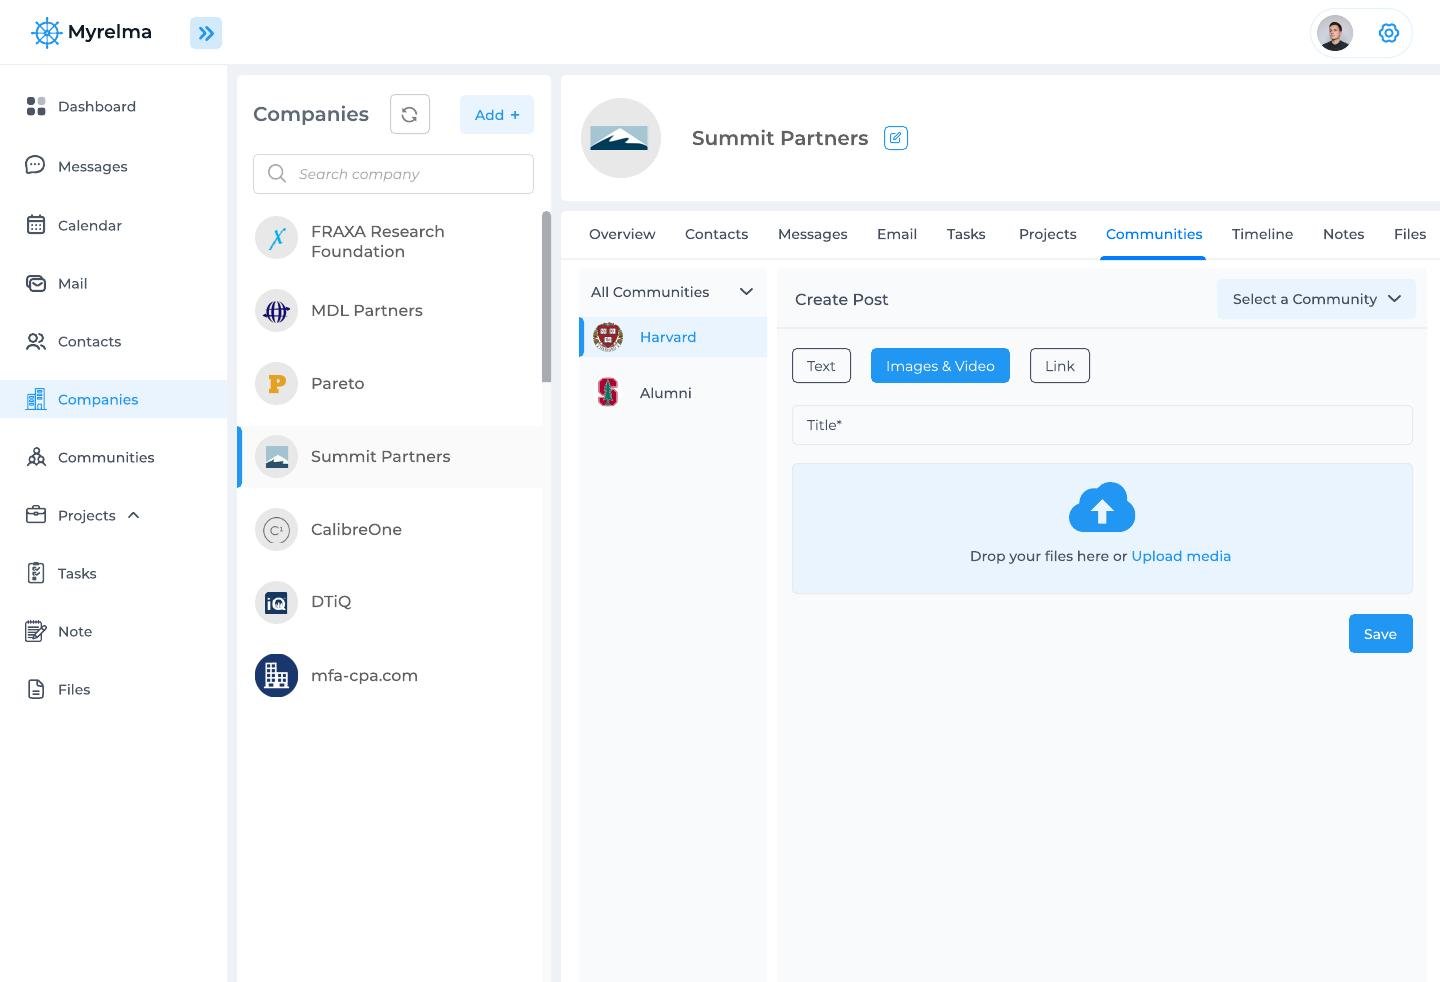 Myrelma
Dashboard
Messages
Calendar
Mail
Contacts
Companies
Communities
Projects
Tasks
Note
Files
Companies
Add +
Search company
FRAXA Research
Foundation
MDL Partners
P
Pareto
Summit Partners
C¹
CalibreOne
iQ
DTiQ
mfa-cpa.com
Summit Partners
Overview Contacts Messages Email Tasks Projects Communities Timeline Notes Files
All Communities
Harvard
S
Alumni
Create Post
Select a Community
Text Images & Video Link
Title*
Drop your files here or Upload media
Save